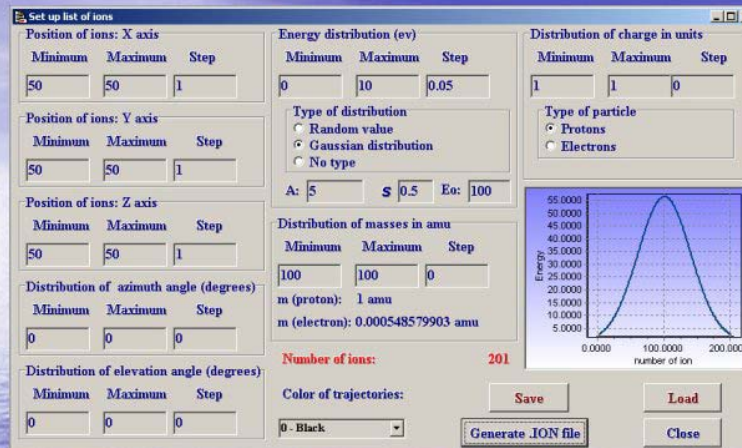 Set up list of ions
Position of ions: X axis
Minimum Maximum Step
50 50 1
Position of ions: Y axis
Minimum Maximum Step
50 50 1
Position of ions: Z axis
Minimum Maximum Step
50 50 1
Distribution of azimuth angle (degrees)
Minimum Maximum Step
0 0 0
Distribution of elevation angle (degrees)
Minimum Maximum Step
0 0 0
Energy distribution (ev)
Minimum Maximum Step
0 10 0.05
Type of distribution
Random value
Gaussian distribution
No type
A: 5 S 0.5 Eo: 100
Distribution of masses in amu
Minimum Maximum Step
100 100 0
m (proton): 1 amu
m (electron): 0.000548579903 amu
Number of ions: 201
Color of trajectories:
0 - Black
Distribution of charge in units
Minimum Maximum Step
1 1 0
Type of particle
Protons
Electrons
55.0000
50.0000
45.0000
40.0000
35.0000
30.0000
25.0000
20.0000
15.0000
10.0000
5.0000
Energy
0.0000 100.0000 200.000
number of ion
Save Load
Generate .ION file Close